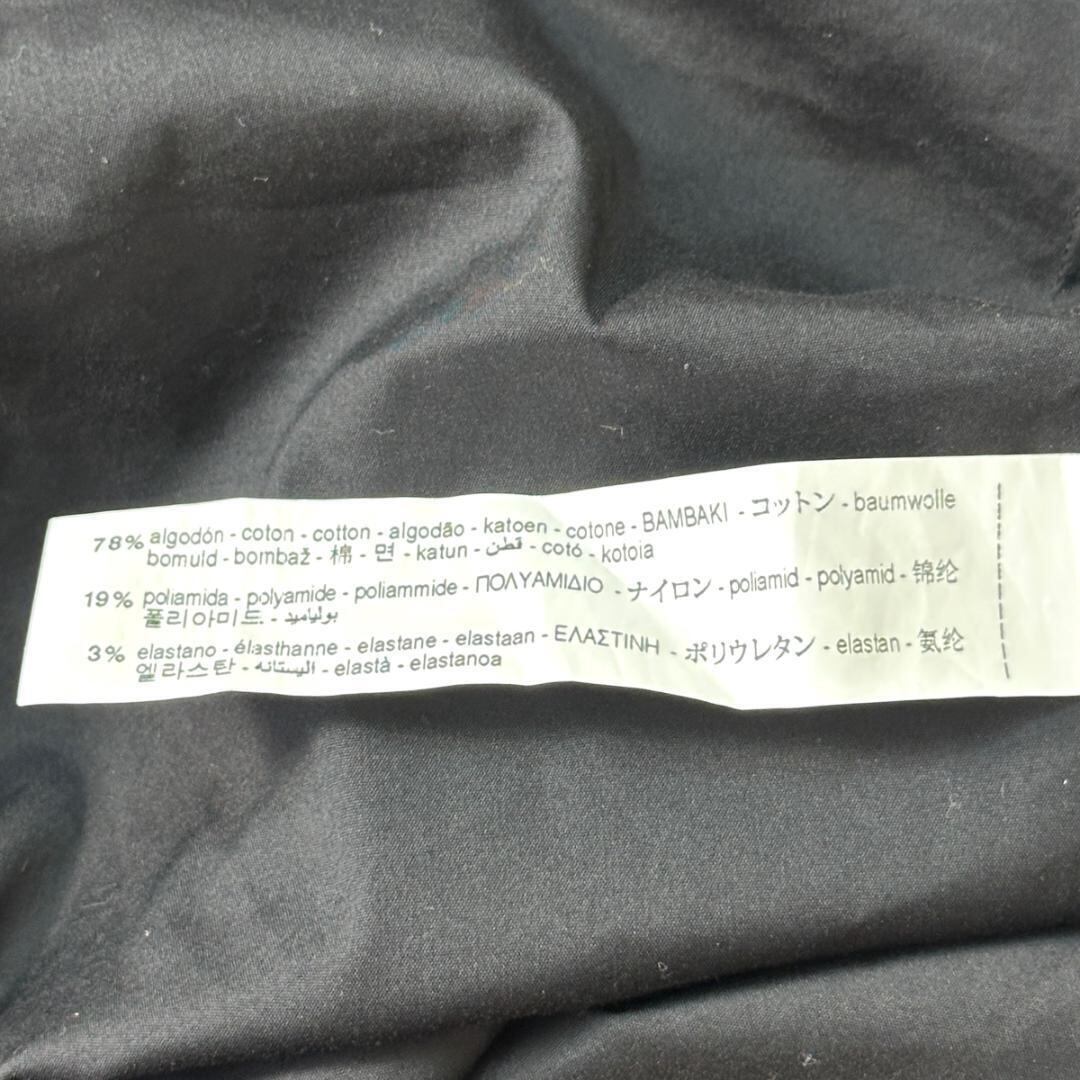 78% algodón - coton - cotton - algodão - katoen - cotone - BAMBAKI - コットン - baumwolle
bomuld - bombaž - 棉 - 면 - katun - قطن - cotó - kotoia
19% poliamida - polyamide - poliammide - ΠΟΛΥΑΜΙΔΙΟ - ナイロン - poliamid - polyamid - 锦纶
폴리아미드 - بولياميد
3% elastano - élasthanne - elastane - elastaan - ΕΛΑΣΤΙΝΗ - ポリウレタン - elastan - 氨纶
엘라스탄 - اليستانه - elastà - elastanoa